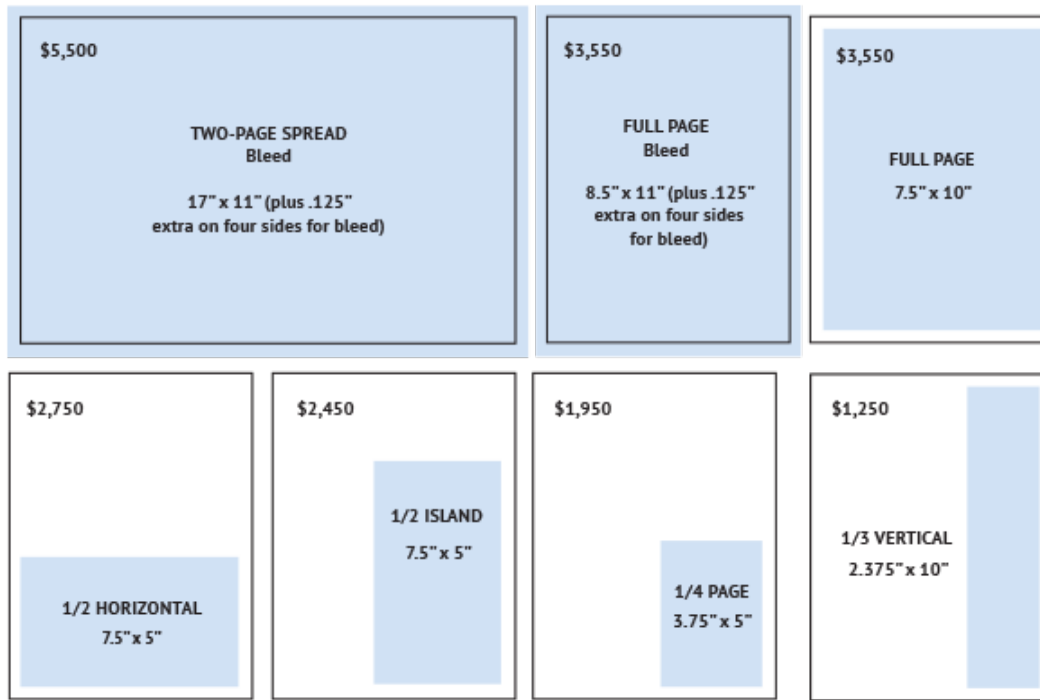 $5,500
TWO-PAGE SPREAD
Bleed
17" x 11" (plus .125"
extra on four sides for bleed)
$3,550
FULL PAGE
Bleed
8.5" x 11" (plus .125"
extra on four sides
for bleed)
$3,550
FULL PAGE
7.5" x 10"
$2,750
1/2 HORIZONTAL
7.5" x 5"
$2,450
1/2 ISLAND
7.5" x 5"
$1,950
1/4 PAGE
3.75" x 5"
$1,250
1/3 VERTICAL
2.375" x 10"